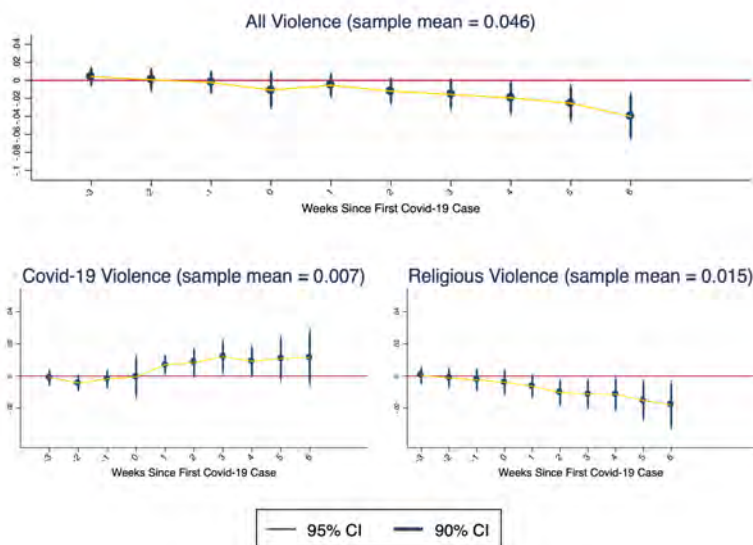 All Violence (sample mean = 0.046)
-.1 -.08 -.06 -.04 -.02 0 .02 .04
-3 -2 -1 0 1 2 3 4 5 6
Weeks Since First Covid-19 Case
Covid-19 Violence (sample mean = 0.007)
0
-3 -2 -1 0 1 2 3 4 5 6
Weeks Since First Covid-19 Case
Religious Violence (sample mean = 0.015)
0
-3 -2 -1 0 1 2 3 4 5 6
Weeks Since First Covid-19 Case
95% CI 90% CI